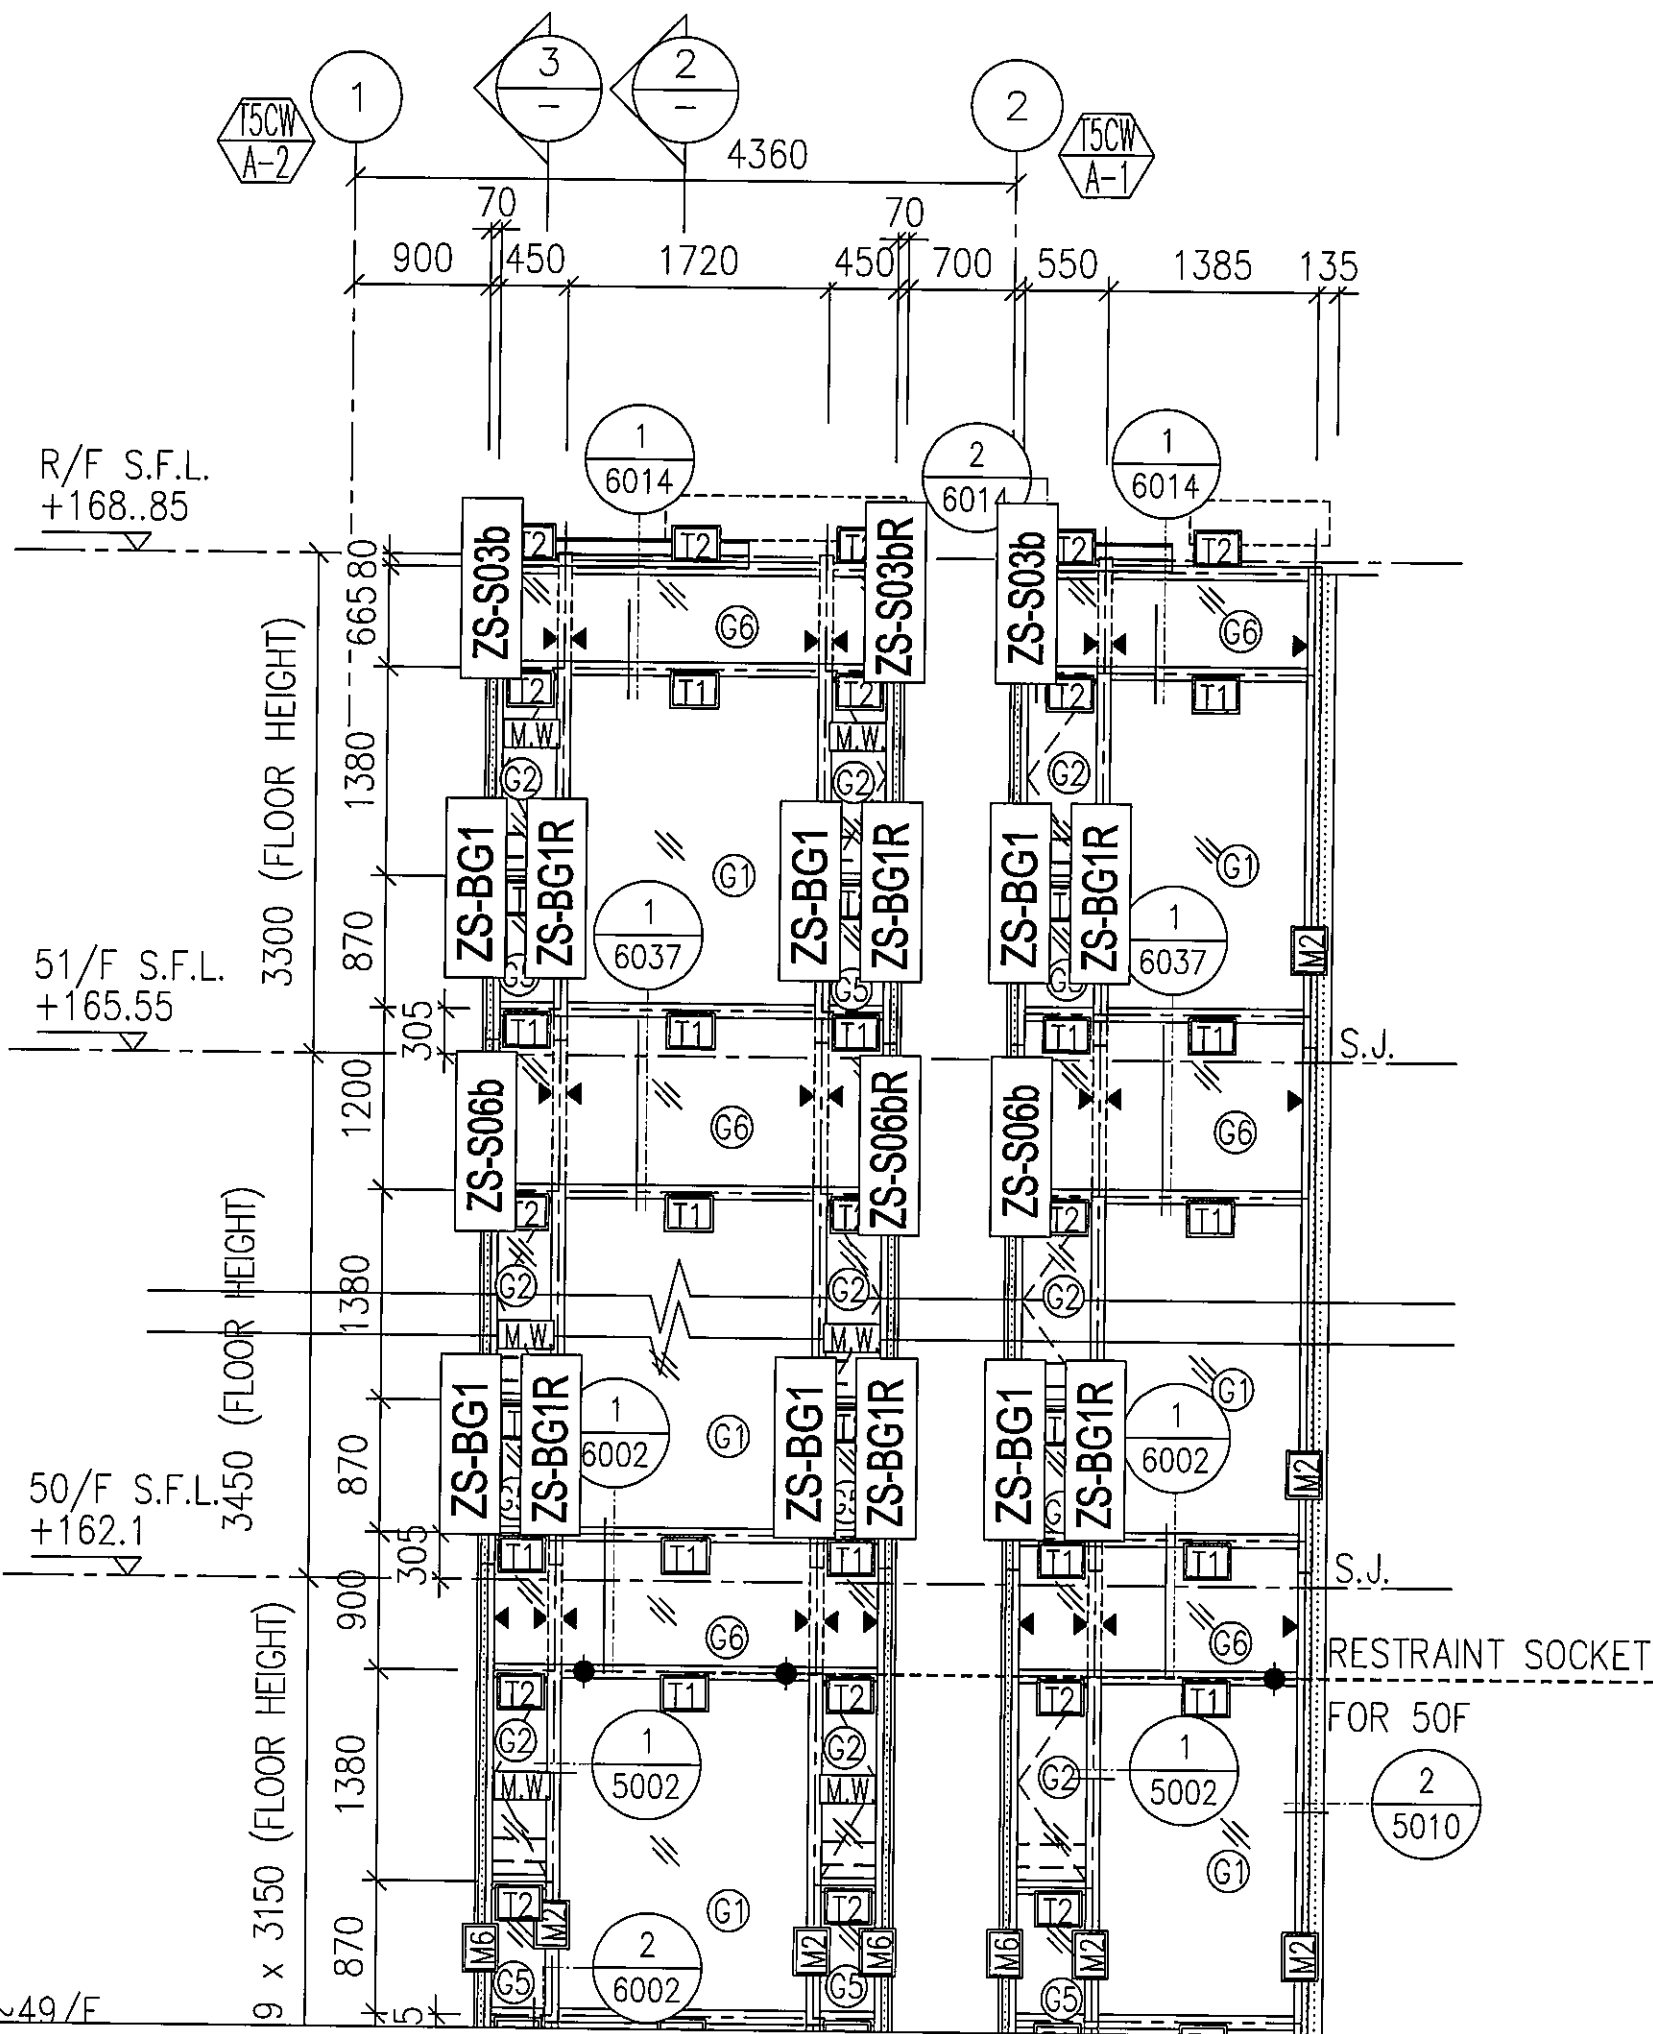 1
3
–
2
–
2
T5CW
A-2
T5CW
A-1
4360
70
70
900
450
1720
450
700
550
1385
135
R/F S.F.L.
+168..85
1
6014
2
6014
1
6014
80
665
1380
870
305
1200
1380
870
305
900
1380
870
3300 (FLOOR HEIGHT)
3450 (FLOOR HEIGHT)
9 x 3150 (FLOOR HEIGHT)
ZS-S03b
T2
T2
ZS-S03bR
ZS-S03b
T2
T2
G6
G6
T2
T1
T2
T2
T1
M.W.
M.W.
G2
G2
G2
ZS-BG1
ZS-BG1R
ZS-BG1
ZS-BG1R
ZS-BG1
ZS-BG1R
G1
G1
1
6037
1
6037
M2
51/F S.F.L.
+165.55
G5
T1
T1
T1
T1
T1
S.J.
ZS-S06b
ZS-S06bR
ZS-S06b
G6
G6
T2
T1
T2
T1
G2
G2
G2
M.W.
M.W.
ZS-BG1
ZS-BG1R
ZS-BG1
ZS-BG1R
ZS-BG1
ZS-BG1R
G1
G1
1
6002
1
6002
M2
50/F S.F.L.
+162.1
T1
T1
T1
T1
T1
S.J.
G6
G6
RESTRAINT SOCKET
FOR 50F
T2
T1
T2
T2
T1
G2
G2
G2
1
5002
1
5002
2
5010
M.W.
M.W.
G1
G1
T2
T2
T2
M6
M2
M2
M6
M6
M2
M2
2
6002
G5
G5
G5
~49/F